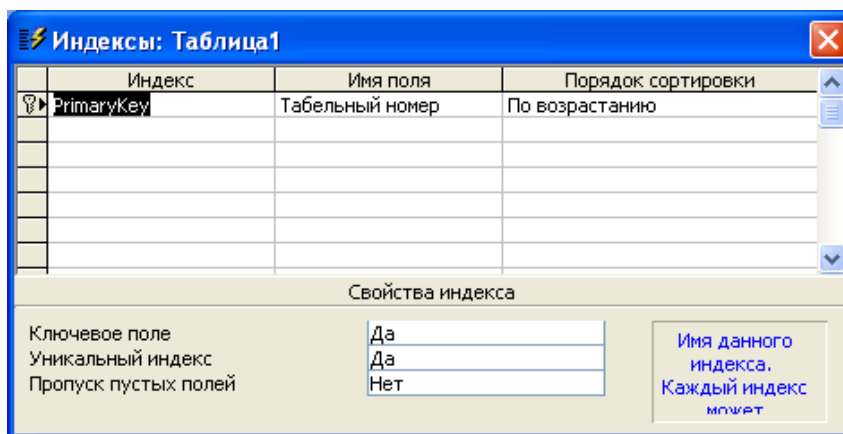 Индексы: Таблица1
Индекс Имя поля Порядок сортировки
PrimaryKey Табельный номер По возрастанию
Свойства индекса
Ключевое поле Да
Уникальный индекс Да
Пропуск пустых полей Нет
Имя данного
индекса.
Каждый индекс
может